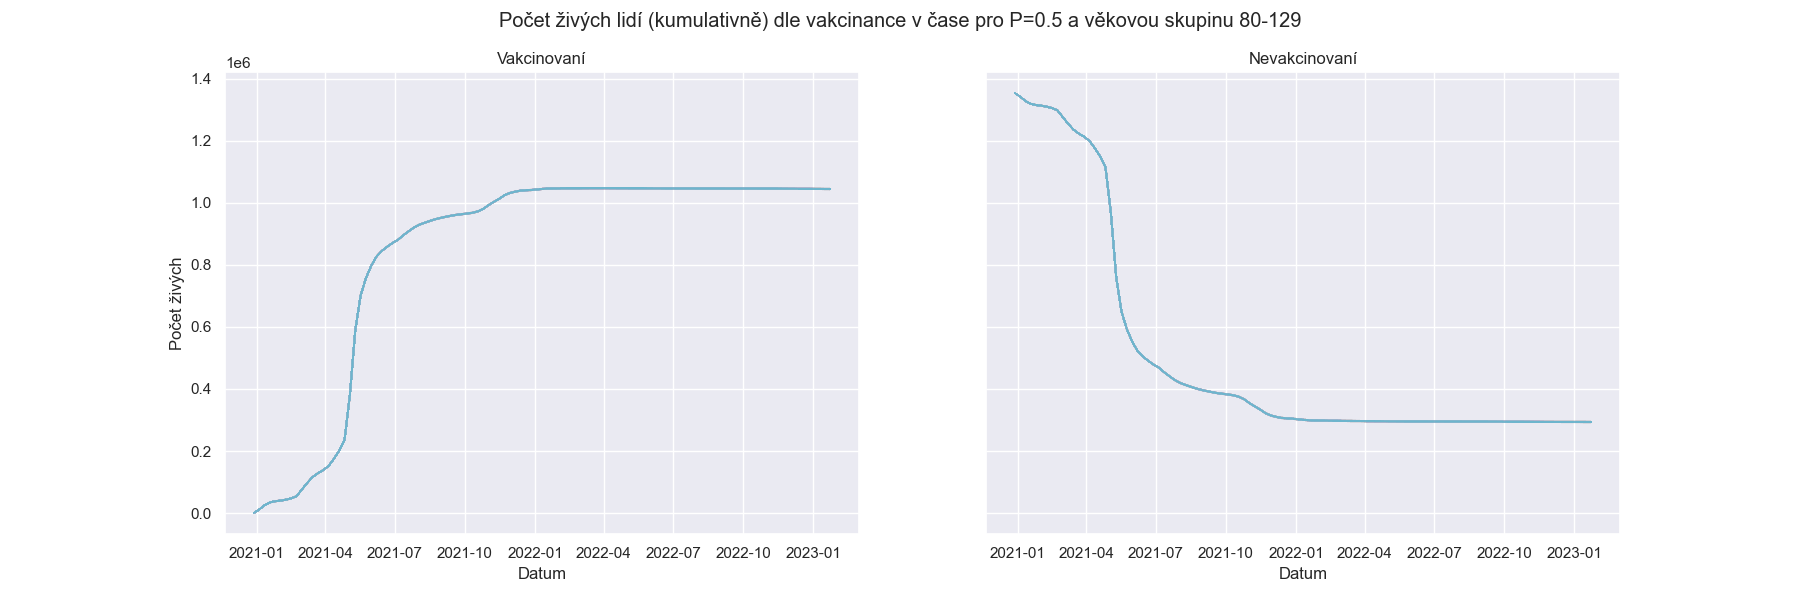 Počet živých lidí (kumulativně) dle vakcinance v čase pro P=0.5 a věkovou skupinu 80-129
Vakcinovaní
1e6
1.4
1.2
1.0
0.8
0.6
0.4
0.2
0.0
Počet živých
2021-01 2021-04 2021-07 2021-10 2022-01 2022-04 2022-07 2022-10 2023-01
Datum
Nevakcinovaní
2021-01 2021-04 2021-07 2021-10 2022-01 2022-04 2022-07 2022-10 2023-01
Datum